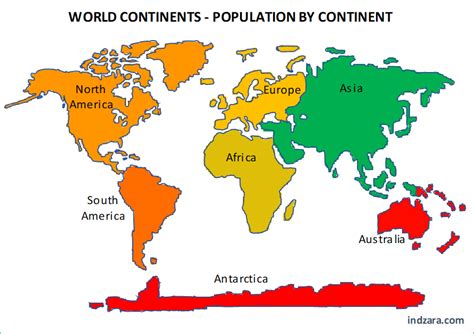 WORLD CONTINENTS - POPULATION BY CONTINENT
North
America
Europe
Asia
Africa
South
America
Australia
Antarctica
indzara.com